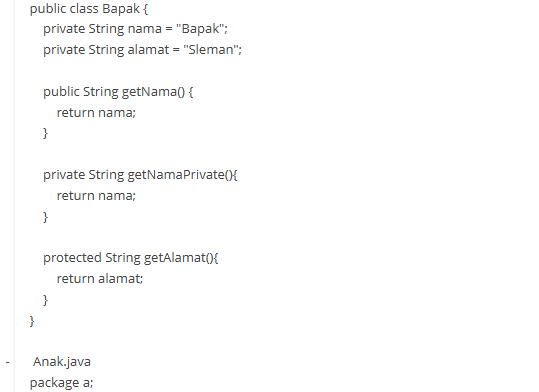 public class Bapak {
private String nama = "Bapak";
private String alamat = "Sleman";
public String getNama() {
return nama;
}
private String getNamaPrivate(){
return nama;
}
protected String getAlamat(){
return alamat;
}
}
- Anak.java
package a;